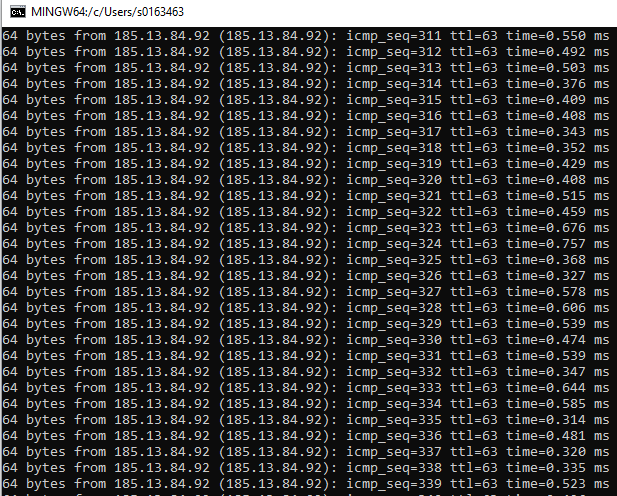 MINGW64:/c/Users/s0163463
64 bytes from 185.13.84.92 (185.13.84.92): icmp_seq=311 ttl=63 time=0.550 ms
64 bytes from 185.13.84.92 (185.13.84.92): icmp_seq=312 ttl=63 time=0.492 ms
64 bytes from 185.13.84.92 (185.13.84.92): icmp_seq=313 ttl=63 time=0.503 ms
64 bytes from 185.13.84.92 (185.13.84.92): icmp_seq=314 ttl=63 time=0.376 ms
64 bytes from 185.13.84.92 (185.13.84.92): icmp_seq=315 ttl=63 time=0.409 ms
64 bytes from 185.13.84.92 (185.13.84.92): icmp_seq=316 ttl=63 time=0.408 ms
64 bytes from 185.13.84.92 (185.13.84.92): icmp_seq=317 ttl=63 time=0.343 ms
64 bytes from 185.13.84.92 (185.13.84.92): icmp_seq=318 ttl=63 time=0.352 ms
64 bytes from 185.13.84.92 (185.13.84.92): icmp_seq=319 ttl=63 time=0.429 ms
64 bytes from 185.13.84.92 (185.13.84.92): icmp_seq=320 ttl=63 time=0.408 ms
64 bytes from 185.13.84.92 (185.13.84.92): icmp_seq=321 ttl=63 time=0.515 ms
64 bytes from 185.13.84.92 (185.13.84.92): icmp_seq=322 ttl=63 time=0.459 ms
64 bytes from 185.13.84.92 (185.13.84.92): icmp_seq=323 ttl=63 time=0.676 ms
64 bytes from 185.13.84.92 (185.13.84.92): icmp_seq=324 ttl=63 time=0.757 ms
64 bytes from 185.13.84.92 (185.13.84.92): icmp_seq=325 ttl=63 time=0.368 ms
64 bytes from 185.13.84.92 (185.13.84.92): icmp_seq=326 ttl=63 time=0.327 ms
64 bytes from 185.13.84.92 (185.13.84.92): icmp_seq=327 ttl=63 time=0.578 ms
64 bytes from 185.13.84.92 (185.13.84.92): icmp_seq=328 ttl=63 time=0.606 ms
64 bytes from 185.13.84.92 (185.13.84.92): icmp_seq=329 ttl=63 time=0.539 ms
64 bytes from 185.13.84.92 (185.13.84.92): icmp_seq=330 ttl=63 time=0.474 ms
64 bytes from 185.13.84.92 (185.13.84.92): icmp_seq=331 ttl=63 time=0.539 ms
64 bytes from 185.13.84.92 (185.13.84.92): icmp_seq=332 ttl=63 time=0.347 ms
64 bytes from 185.13.84.92 (185.13.84.92): icmp_seq=333 ttl=63 time=0.644 ms
64 bytes from 185.13.84.92 (185.13.84.92): icmp_seq=334 ttl=63 time=0.585 ms
64 bytes from 185.13.84.92 (185.13.84.92): icmp_seq=335 ttl=63 time=0.314 ms
64 bytes from 185.13.84.92 (185.13.84.92): icmp_seq=336 ttl=63 time=0.481 ms
64 bytes from 185.13.84.92 (185.13.84.92): icmp_seq=337 ttl=63 time=0.320 ms
64 bytes from 185.13.84.92 (185.13.84.92): icmp_seq=338 ttl=63 time=0.335 ms
64 bytes from 185.13.84.92 (185.13.84.92): icmp_seq=339 ttl=63 time=0.523 ms